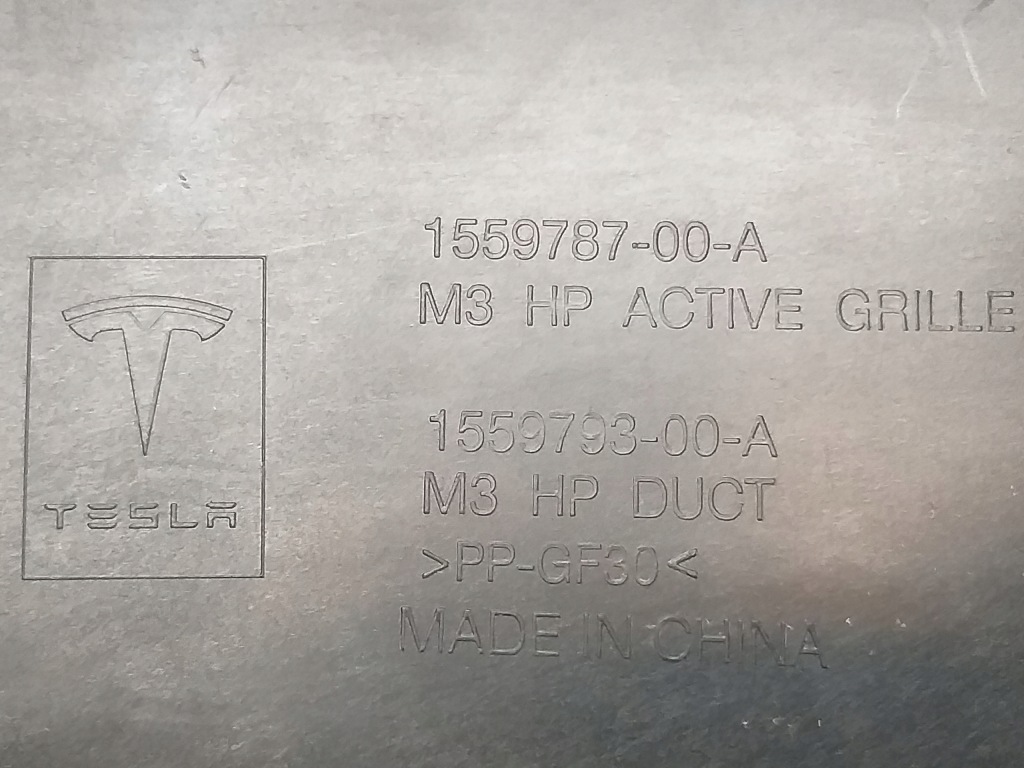 TESLA
1559787-00-A
M3 HP ACTIVE GRILLE
1559793-00-A
M3 HP DUCT
>PP-GF30<
MADE IN CHINA